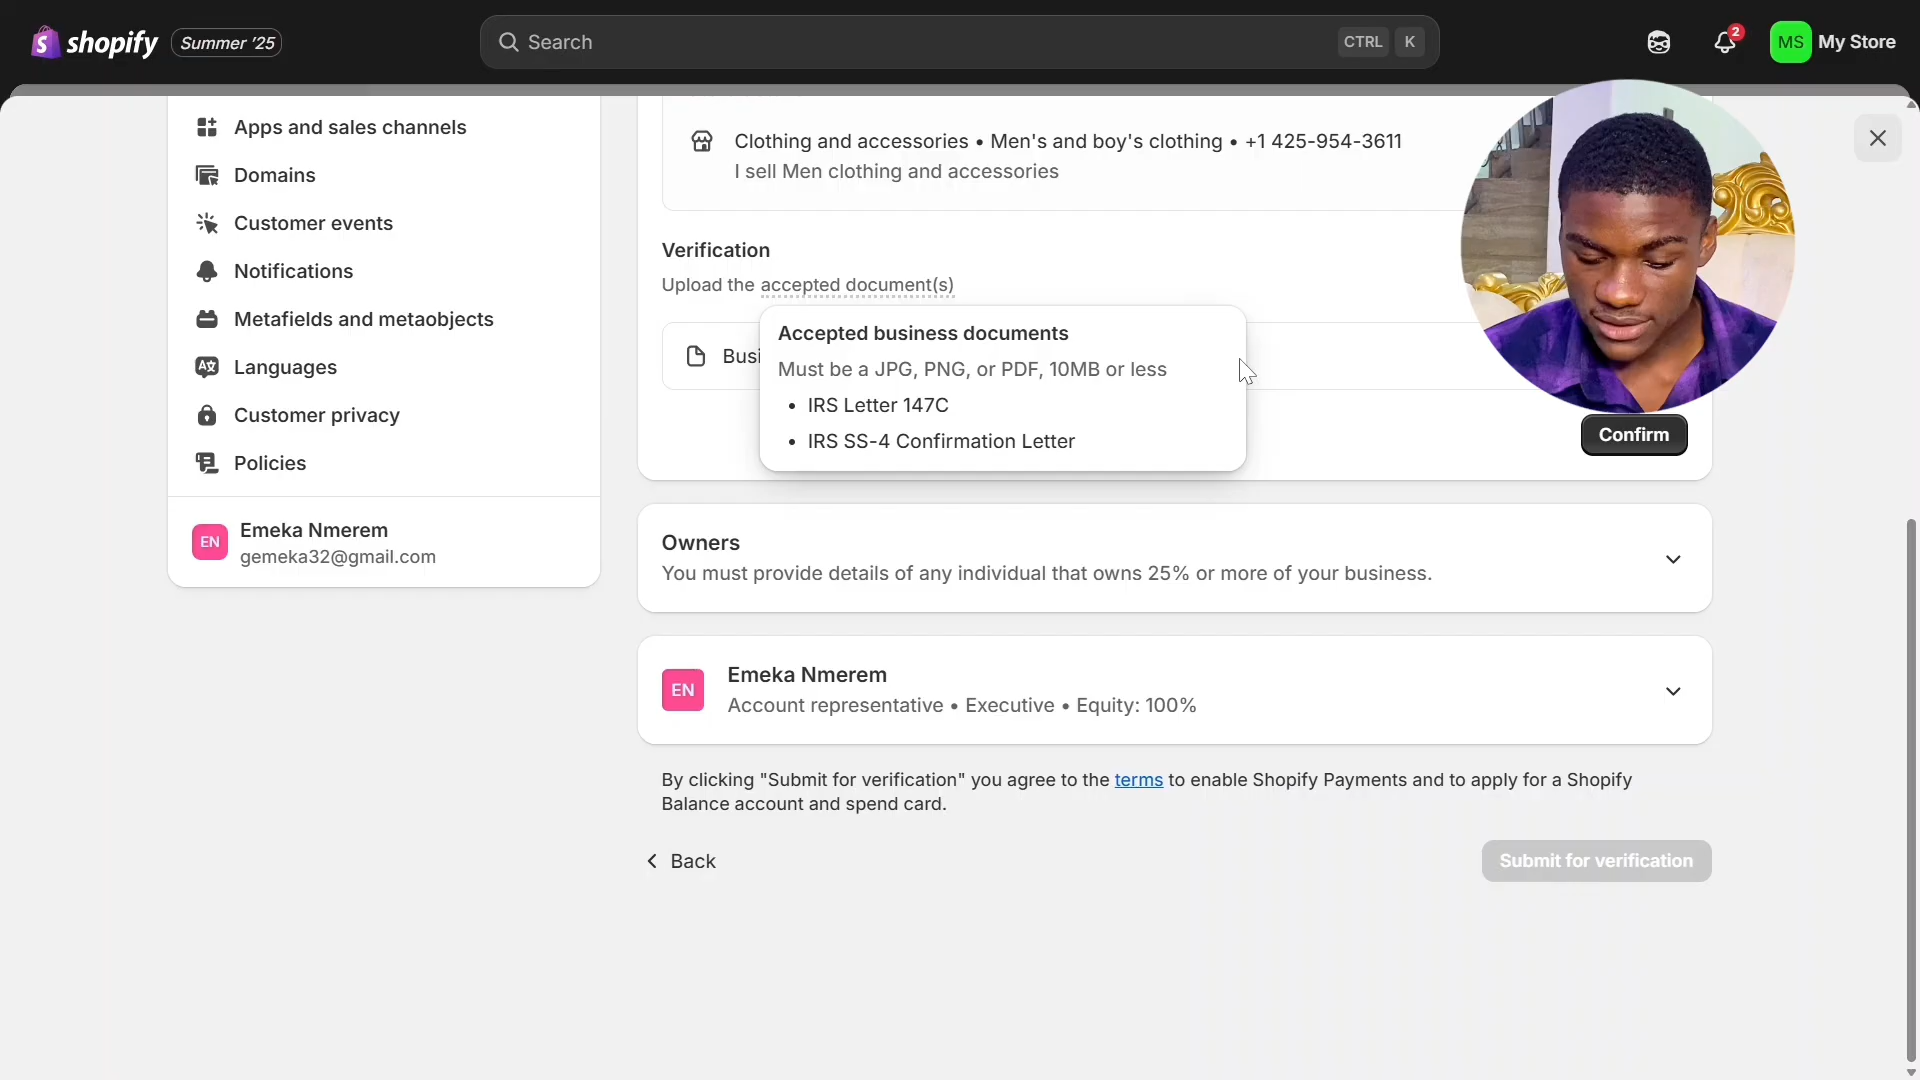 shopify
Summer '25
Search
CTRL K
2
MS
My Store
Apps and sales channels
Domains
Customer events
Notifications
Metafields and metaobjects
Languages
Customer privacy
Policies
EN
Emeka Nmerem
gemeka32@gmail.com
Clothing and accessories • Men's and boy's clothing • +1 425-954-3611
I sell Men clothing and accessories
Verification
Upload the accepted document(s)
Busi
Accepted business documents
Must be a JPG, PNG, or PDF, 10MB or less
• IRS Letter 147C
• IRS SS-4 Confirmation Letter
Confirm
Owners
You must provide details of any individual that owns 25% or more of your business.
EN
Emeka Nmerem
Account representative • Executive • Equity: 100%
By clicking "Submit for verification" you agree to the terms to enable Shopify Payments and to apply for a Shopify
Balance account and spend card.
Back
Submit for verification